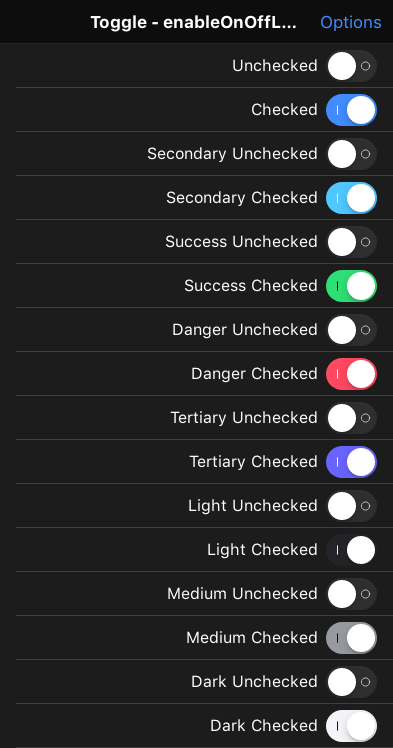 Toggle - enableOnOffL...
Options
Unchecked
Checked
Secondary Unchecked
Secondary Checked
Success Unchecked
Success Checked
Danger Unchecked
Danger Checked
Tertiary Unchecked
Tertiary Checked
Light Unchecked
Light Checked
Medium Unchecked
Medium Checked
Dark Unchecked
Dark Checked